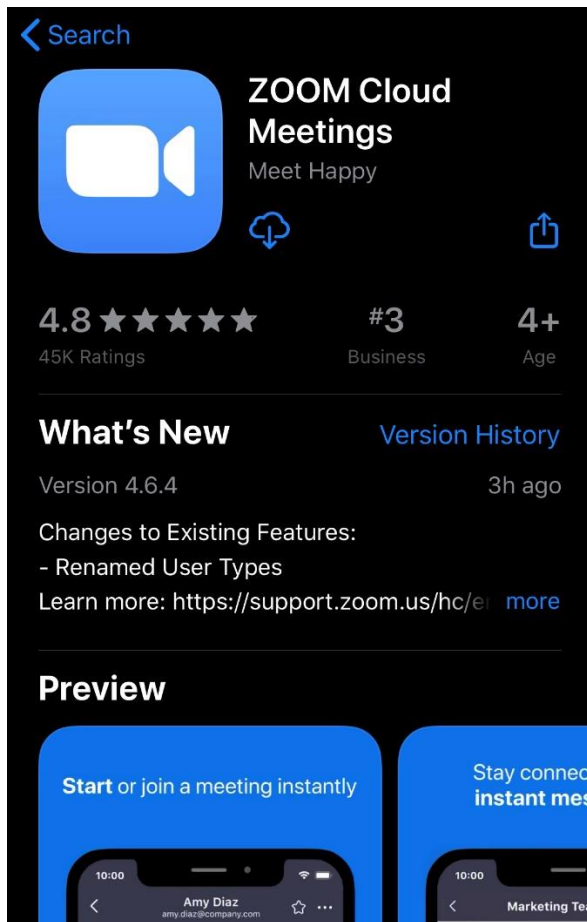 Search
ZOOM Cloud
Meetings
Meet Happy
4.8
#3
4+
45K Ratings
Business
Age
What's New
Version History
Version 4.6.4
3h ago
Changes to Existing Features:
- Renamed User Types
Learn more: https://support.zoom.us/hc/e
more
Preview
Start or join a meeting instantly
Stay
instant
10:00
Amy Diaz
amy.diaz@company.com
10:00
Marketing